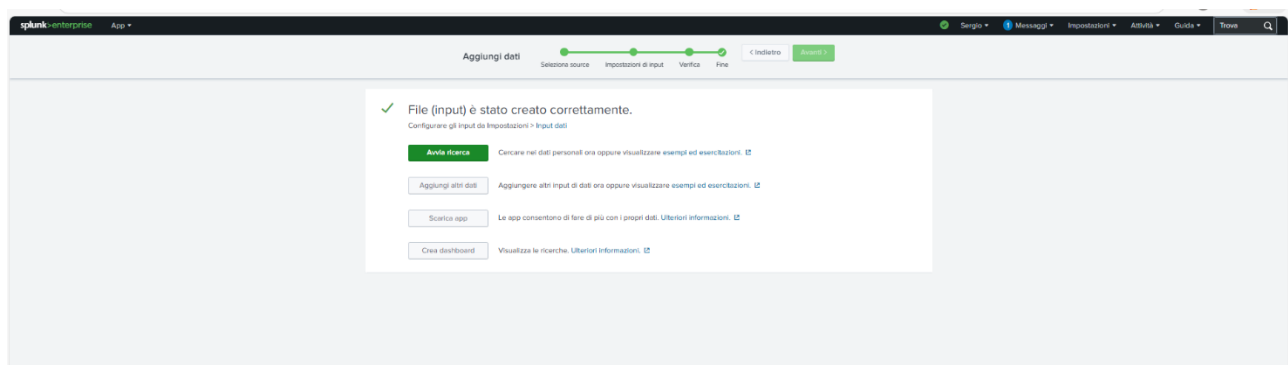 splunk>enterprise App Sergio 1 Messaggi Impostazioni Attività Guida Trova
Aggiungi dati Seleziona source Impostazioni di input Verifica Fine < Indietro Avanti >
File (input) è stato creato correttamente.
Configurare gli input da Impostazioni > Input dati
Avvia ricerca Cercare nei dati personali ora oppure visualizzare esempi ed esercitazioni.
Aggiungi altri dati Aggiungere altri input di dati ora oppure visualizzare esempi ed esercitazioni.
Scarica app Le app consentono di fare di più con i propri dati. Ulteriori informazioni.
Crea dashboard Visualizza le ricerche. Ulteriori informazioni.